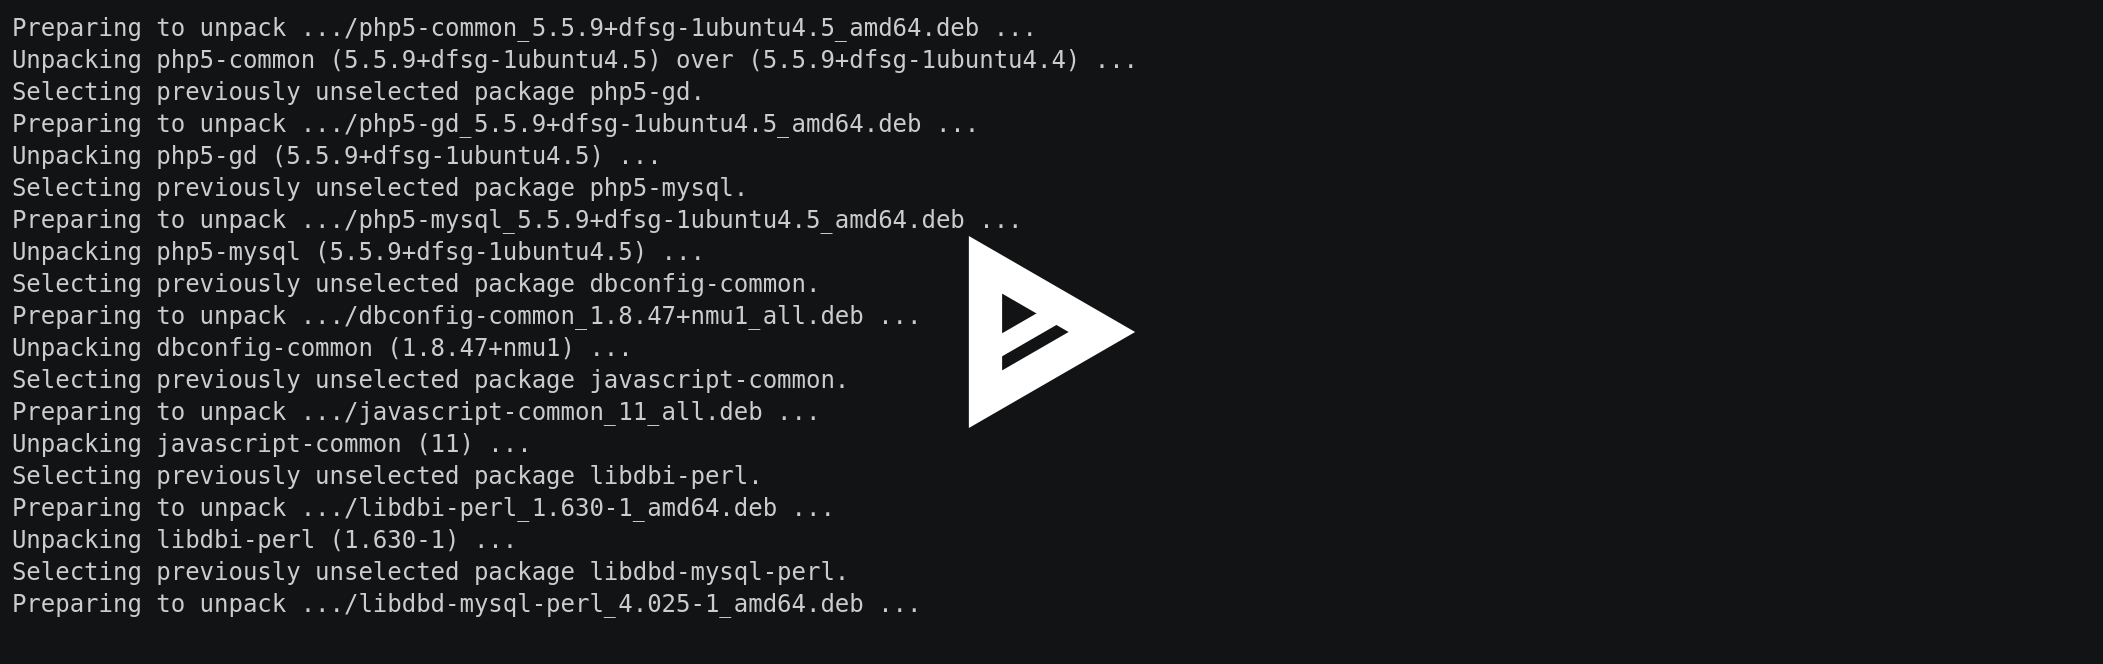 Preparing to unpack .../php5-common_5.5.9+dfsg-1ubuntu4.5_amd64.deb ...
Unpacking php5-common (5.5.9+dfsg-1ubuntu4.5) over (5.5.9+dfsg-1ubuntu4.4) ...
Selecting previously unselected package php5-gd.
Preparing to unpack .../php5-gd_5.5.9+dfsg-1ubuntu4.5_amd64.deb ...
Unpacking php5-gd (5.5.9+dfsg-1ubuntu4.5) ...
Selecting previously unselected package php5-mysql.
Preparing to unpack .../php5-mysql_5.5.9+dfsg-1ubuntu4.5_amd64.deb ...
Unpacking php5-mysql (5.5.9+dfsg-1ubuntu4.5) ...
Selecting previously unselected package dbconfig-common.
Preparing to unpack .../dbconfig-common_1.8.47+nmu1_all.deb ...
Unpacking dbconfig-common (1.8.47+nmu1) ...
Selecting previously unselected package javascript-common.
Preparing to unpack .../javascript-common_11_all.deb ...
Unpacking javascript-common (11) ...
Selecting previously unselected package libdbi-perl.
Preparing to unpack .../libdbi-perl_1.630-1_amd64.deb ...
Unpacking libdbi-perl (1.630-1) ...
Selecting previously unselected package libdbd-mysql-perl.
Preparing to unpack .../libdbd-mysql-perl_4.025-1_amd64.deb ...